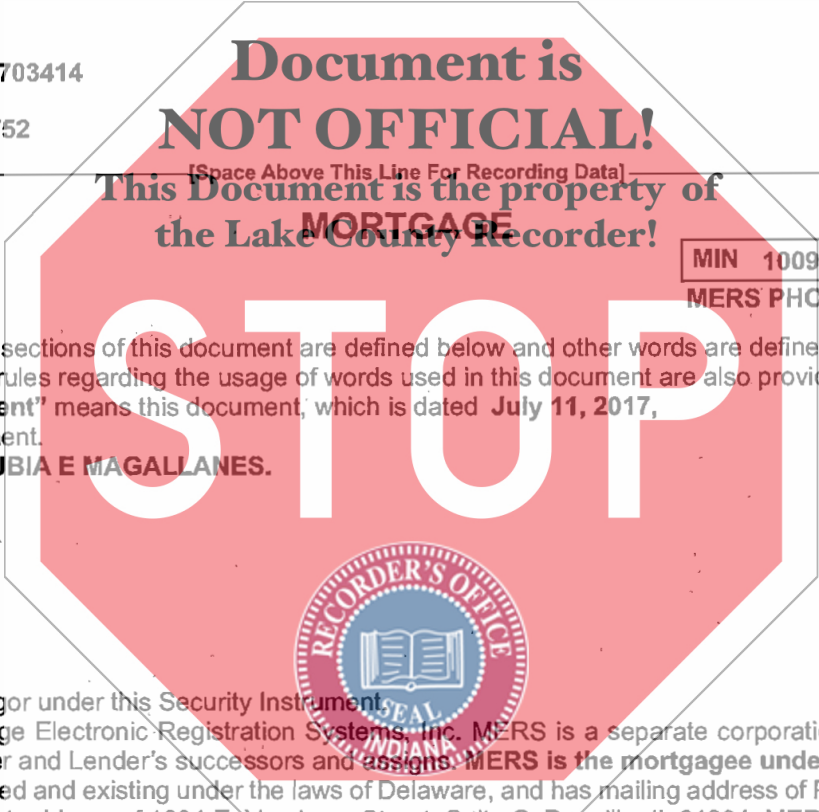 703414
52
Document is
NOT OFFICIAL!
[Space Above This Line For Recording Data]
This Document is the property of
the Lake County Recorder!
MORTGAGE
MIN 1009
MERS PHO
sections of this document are defined below and other words are define
rules regarding the usage of words used in this document are also provi
ent” means this document, which is dated July 11, 2017,
ent.
UBIA E MAGALLANES.
STOP
RECORDER'S OFFICE
SEAL
INDIANA
gor under this Security Instrument.
ge Electronic Registration Systems, Inc. MERS is a separate corporati
r and Lender's successors and assigns. MERS is the mortgagee unde
ed and existing under the laws of Delaware, and has mailing address of P